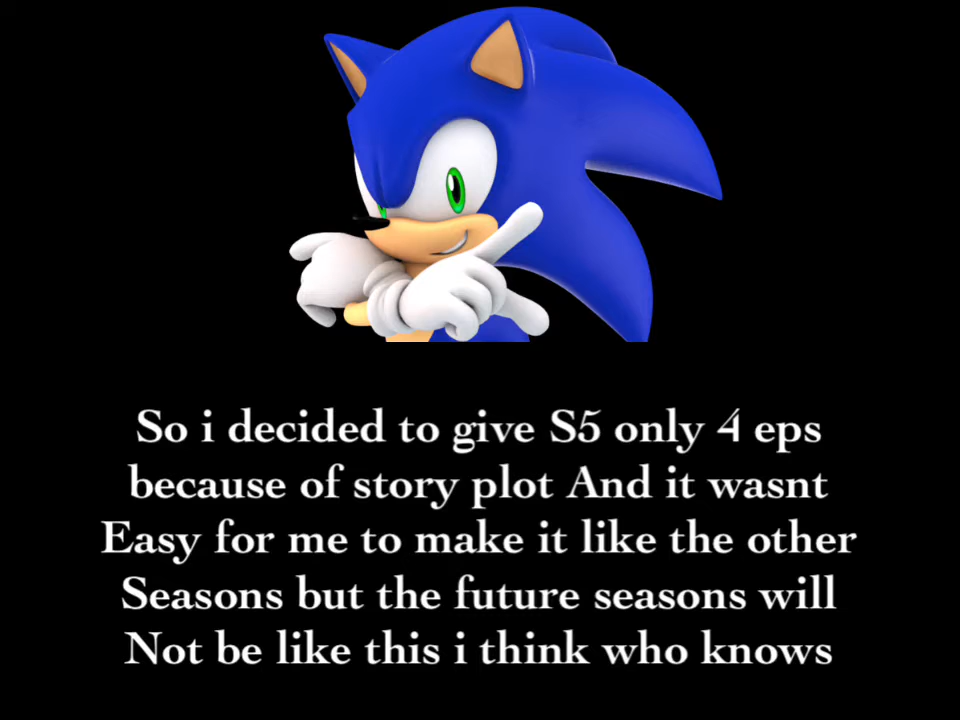 So i decided to give S5 only 4 eps
because of story plot And it wasnt
Easy for me to make it like the other
Seasons but the future seasons will
Not be like this i think who knows